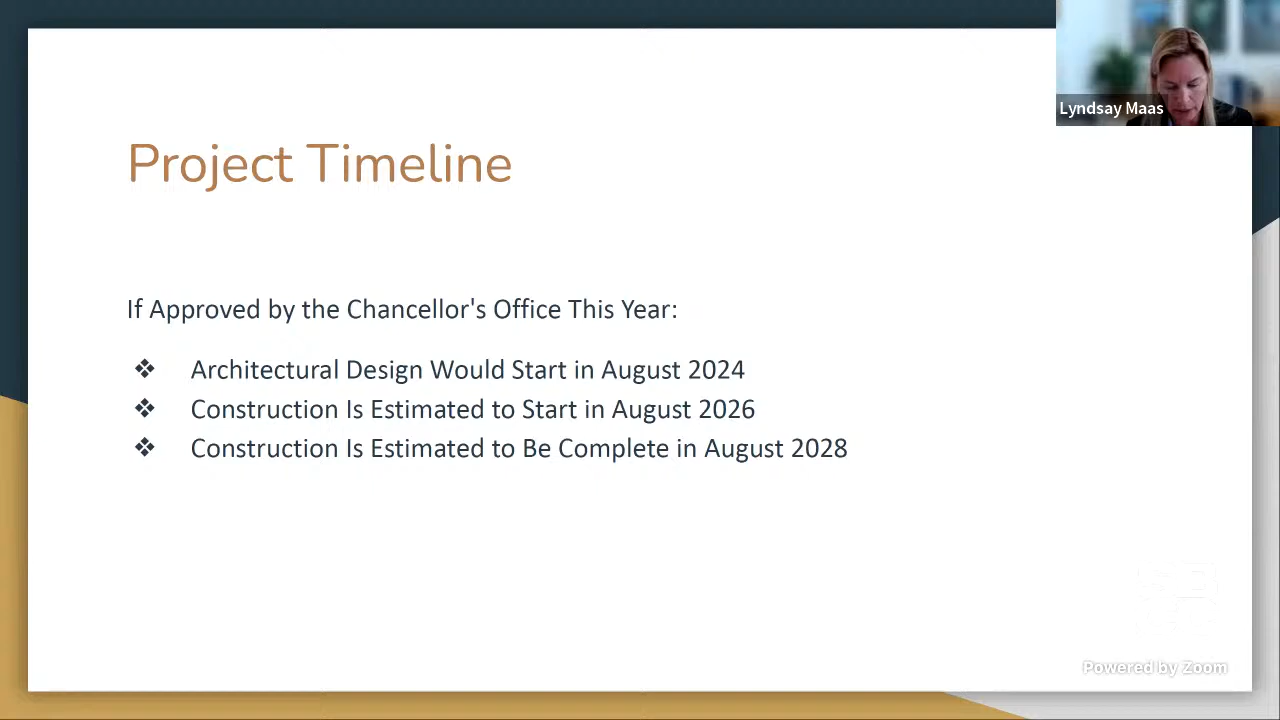 Lyndsay Maas
Project Timeline
If Approved by the Chancellor's Office This Year:
❖ Architectural Design Would Start in August 2024
❖ Construction Is Estimated to Start in August 2026
❖ Construction Is Estimated to Be Complete in August 2028
Powered by Zoom